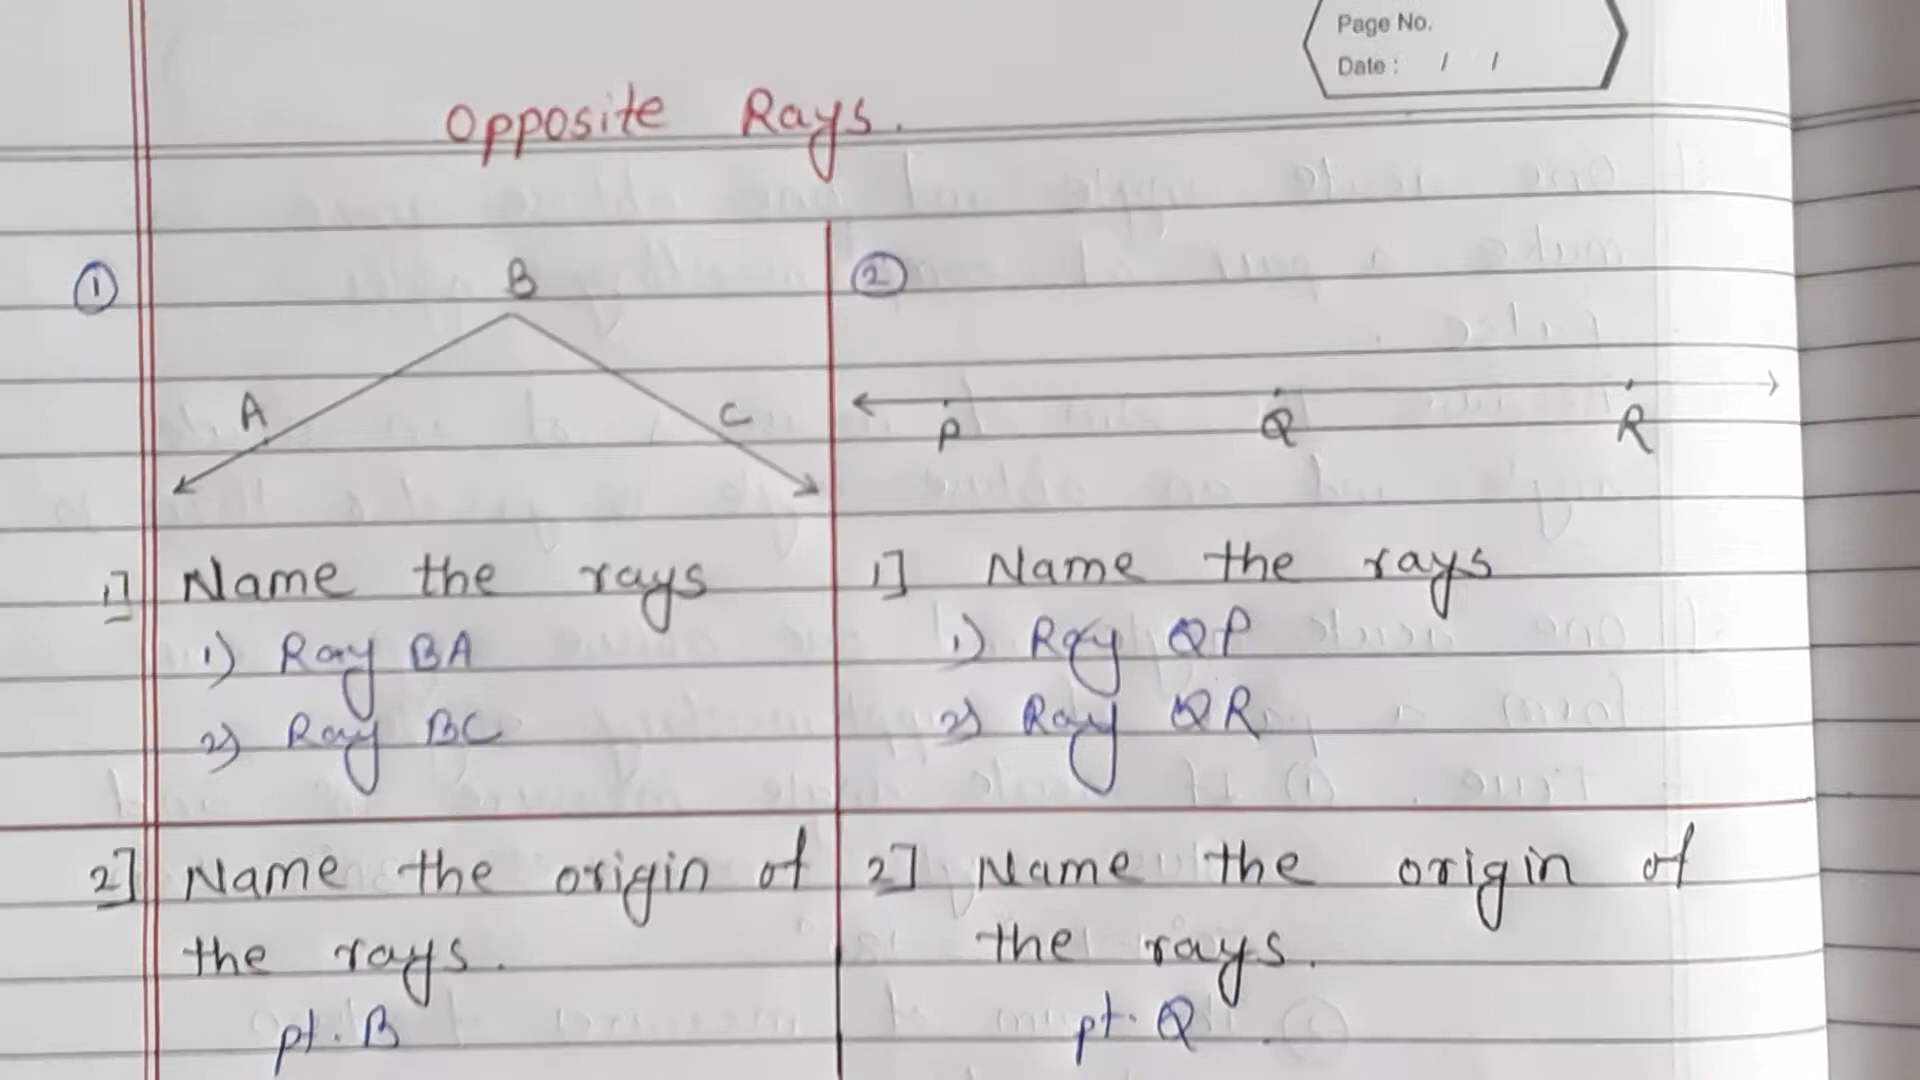 Page No.
Date : / /
Opposite Rays.
①
B
A
C
1] Name the rays
1) Ray BA
2) Ray BC
2] Name the origin of
the rays.
pt. B
②
P Q R
1] Name the rays
1) Ray QP
2) Ray QR
2] Name the origin of
the rays.
pt. Q